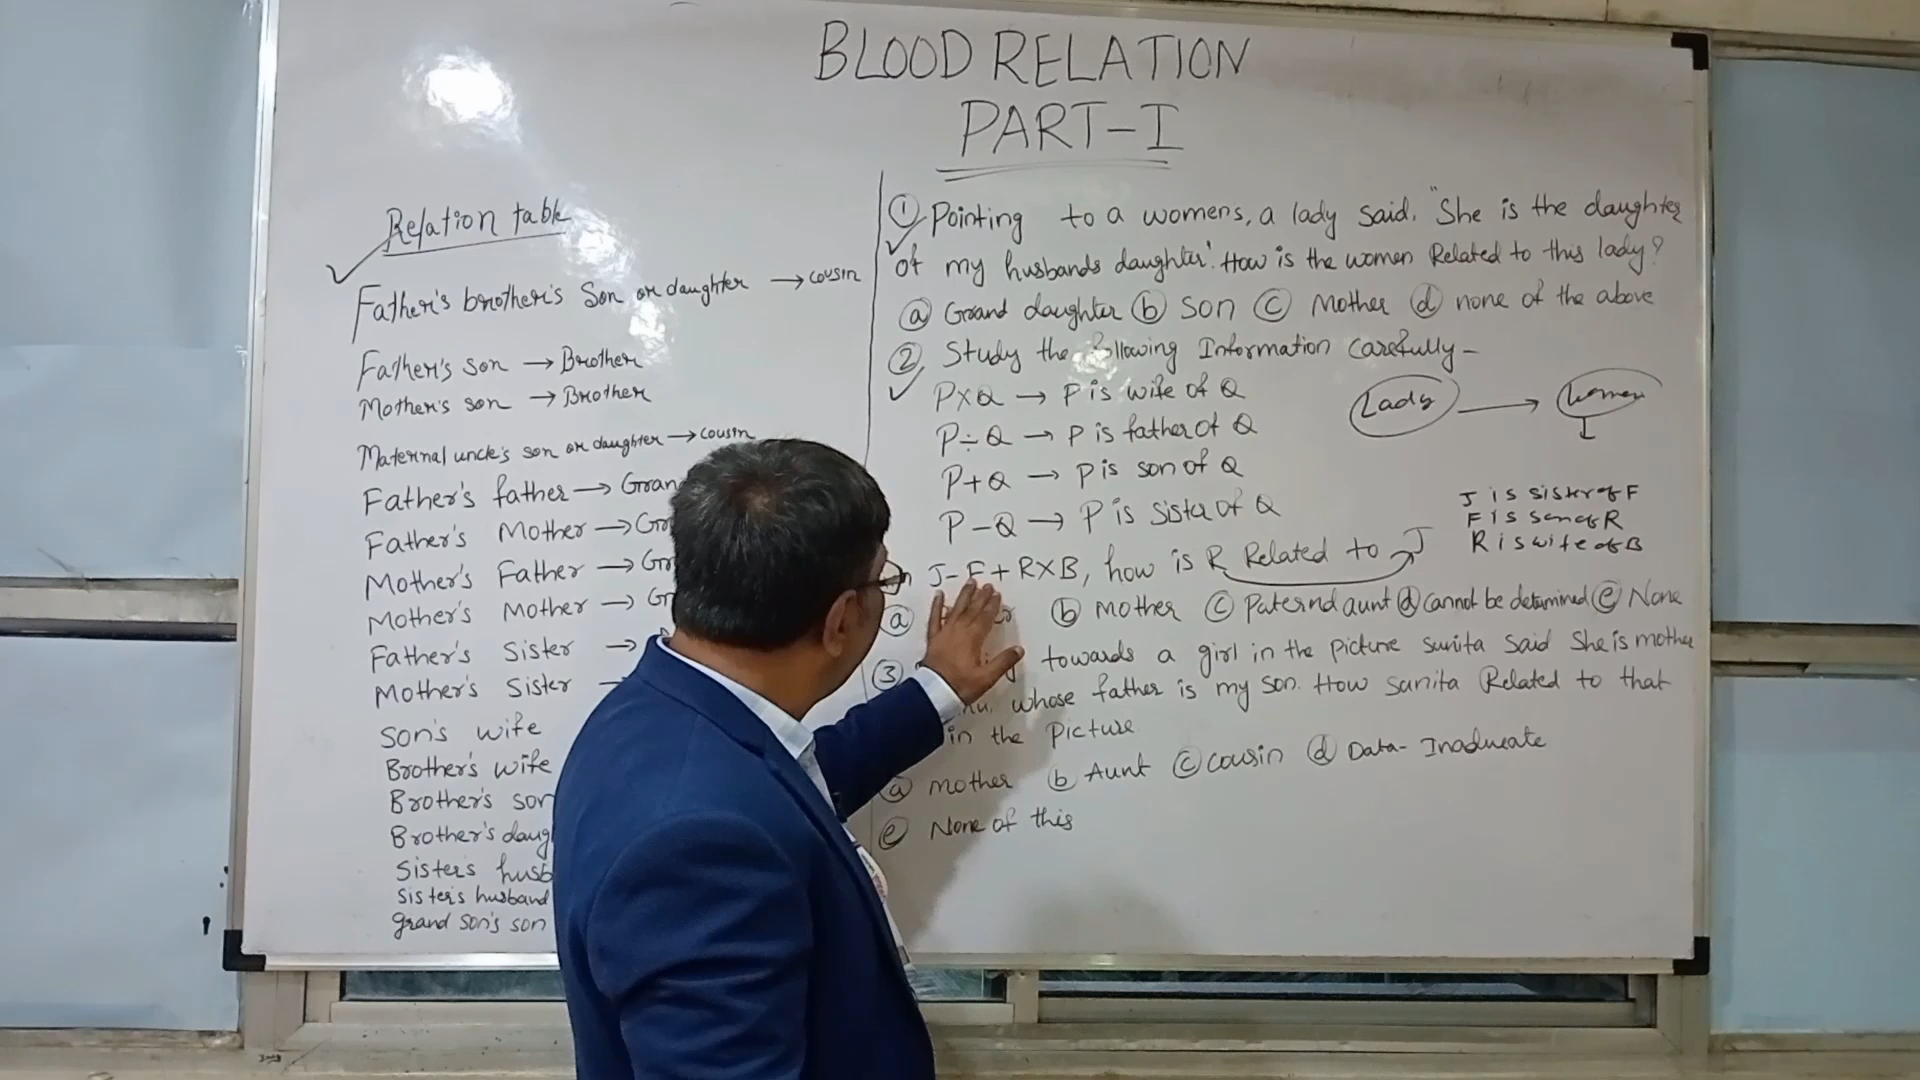 BLOOD RELATION
PART-I
Relation table
Father's brother's Son or daughter → cousin
Father's son → Brother
Mother's son → Brother
Maternal uncle's son or daughter → cousin
Father's father →
Father's Mother →
Mother's Father →
Mother's Mother →
Father's Sister →
Mother's Sister
Son's wife
Brother's wife
Brother's son
Brother's
Sister's
Sister's husband
grand son's son
① Pointing to a womens, a lady said. "She is the daughter
of my husbands daughter". How is the women Related to this lady?
ⓐ Grand daughter ⓑ Son ⓒ Mother ⓓ none of the above
② Study the following Information carefully -
P×Q → P is wife of Q
P÷Q → P is father of Q
P+Q → P is son of Q
P-Q → P is sister of Q
Lady → women
J is sister of F
F is son of R
R is wife of B
J-F+R×B, how is R Related to J
ⓐ ⓑ Mother ⓒ Paternal aunt ⓓ Cannot be determined ⓔ None
③ towards a girl in the picture sunita said She is mother
whose father is my son. How sunita Related to that
in the Picture
ⓐ mother ⓑ Aunt ⓒ cousin ⓓ Data-Inaducate
ⓔ None of this